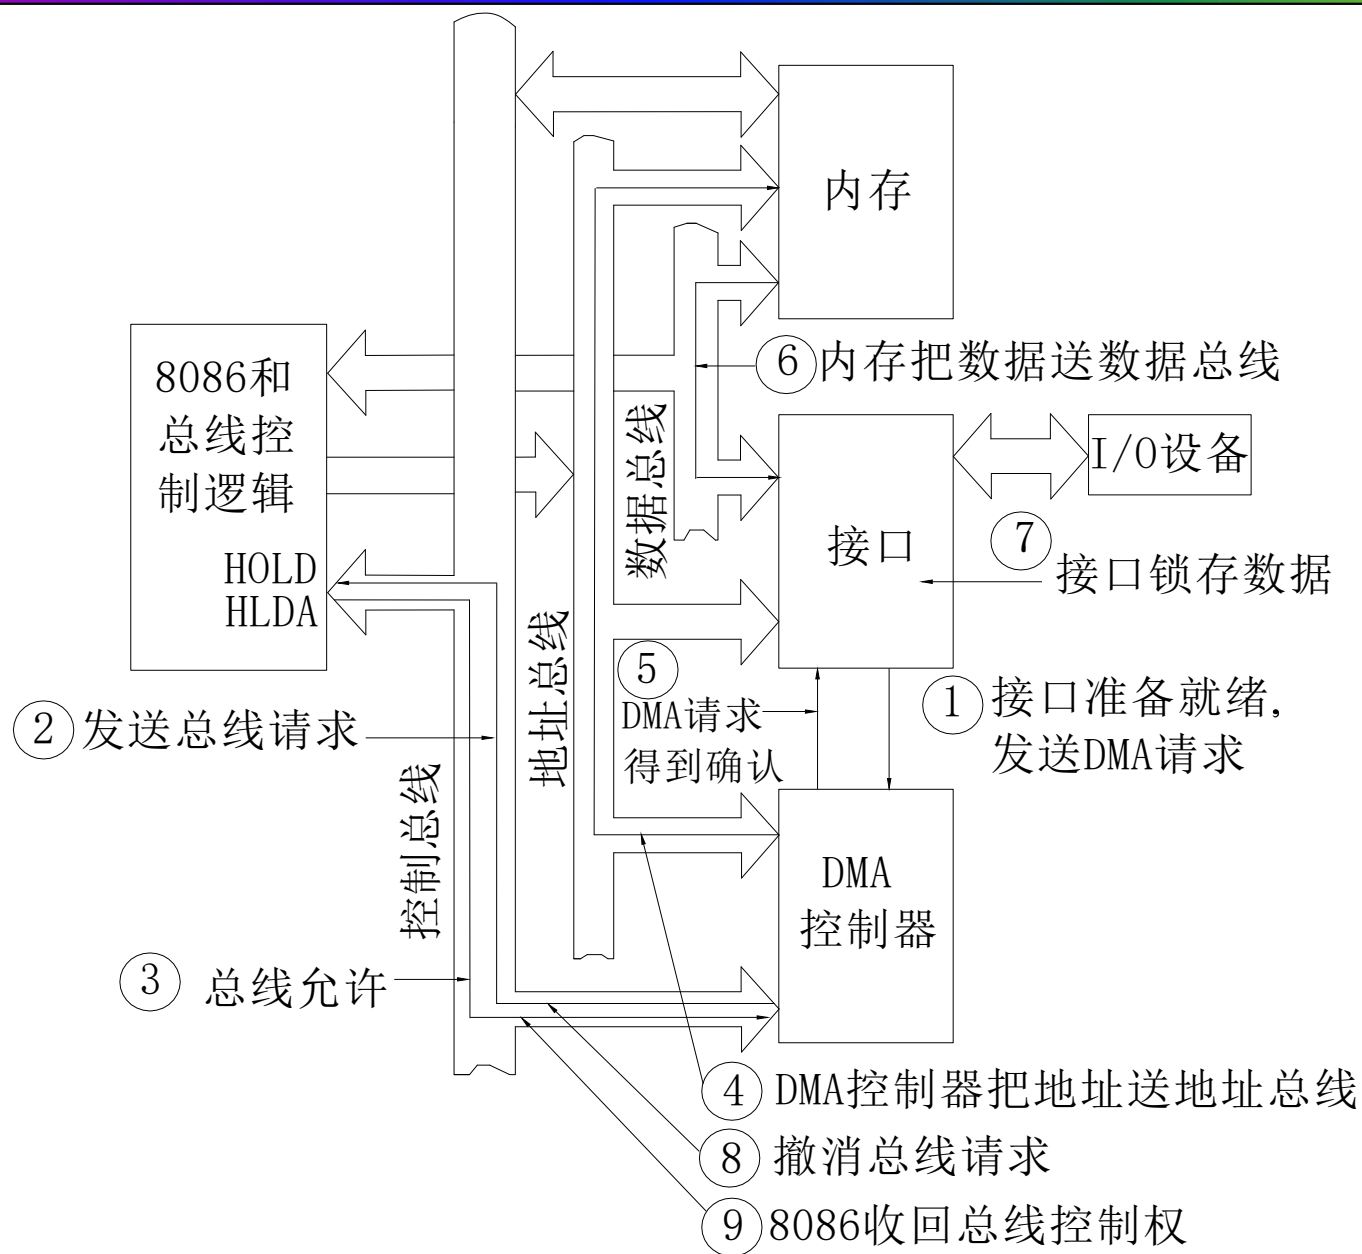 内存
⑥内存把数据送数据总线
8086和
总线控
制逻辑
HOLD
HLDA
数据总线
I/O设备
接口
⑦
接口锁存数据
地址总线
⑤
DMA请求
得到确认
①接口准备就绪,
发送DMA请求
②发送总线请求
控制总线
DMA
控制器
③ 总线允许
④ DMA控制器把地址送地址总线
⑧ 撤消总线请求
⑨8086收回总线控制权